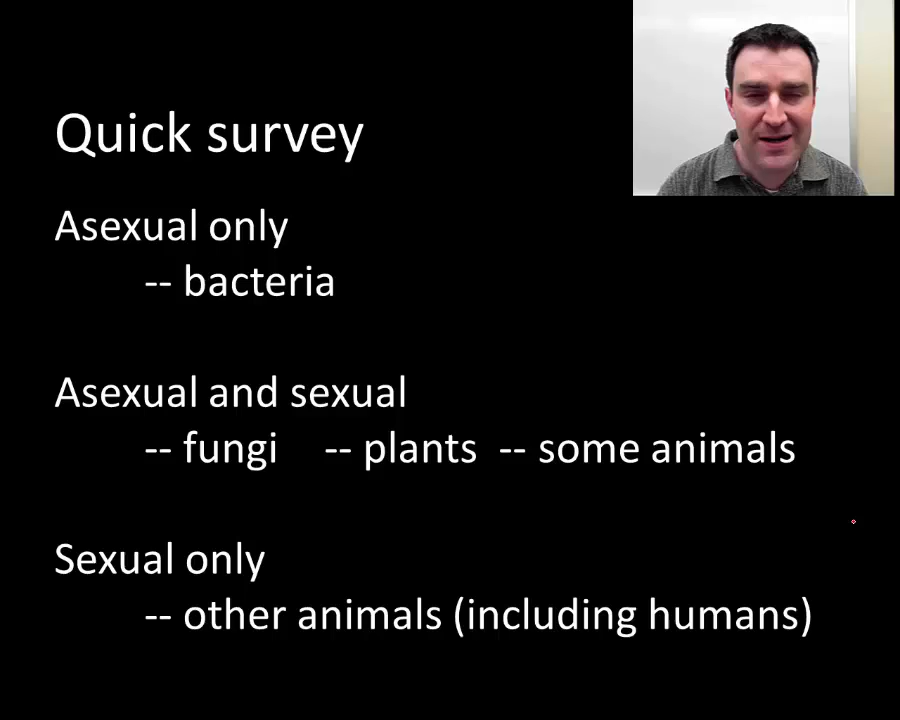 Quick survey
Asexual only
-- bacteria
Asexual and sexual
-- fungi -- plants -- some animals
Sexual only
-- other animals (including humans)